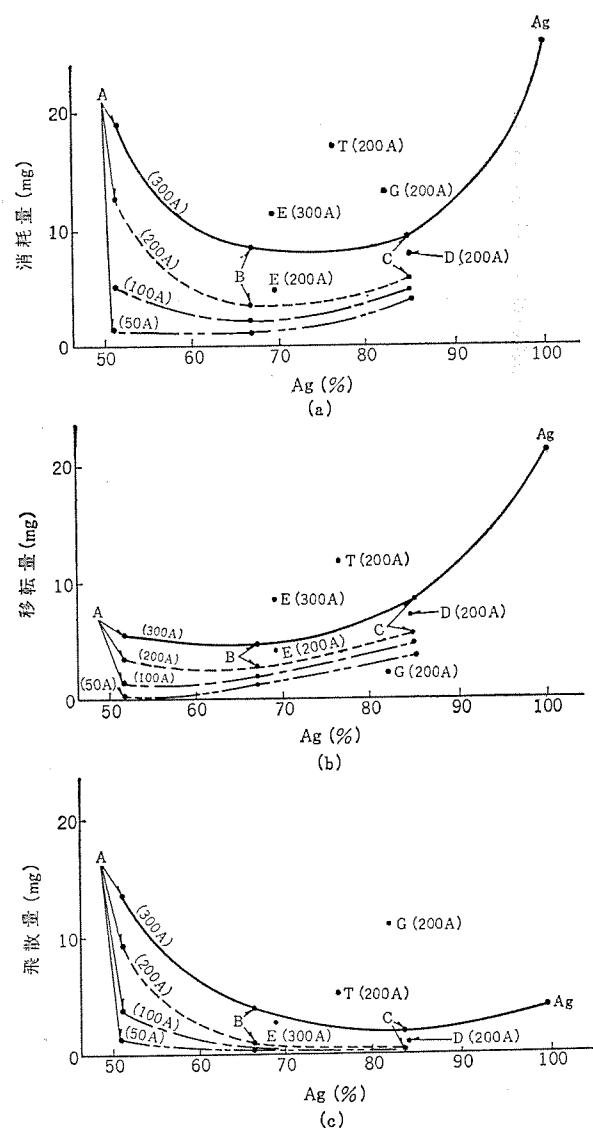 Ag
A
20
(300A)
T(200A)
G(200A)
E(300A)
消耗量(mg)
10
(200A)
B
C
D(200A)
E(200A)
(100A)
(50A)
0
50 60 70 80 90 100
Ag(%)
(a)
Ag
20
移転量(mg)
T(200A)
10
E(300A)
A
(300A)
D(200A)
C
(200A)
B
E(200A)
(50A)
(100A)
G(200A)
0
50 60 70 80 90 100
Ag(%)
(b)
20
A
飛散量(mg)
(300A)
G(200A)
10
(200A)
T(200A)
Ag
(100A)
B
C
(50A)
E(300A)
D(200A)
0
50 60 70 80 90 100
Ag(%)
(c)